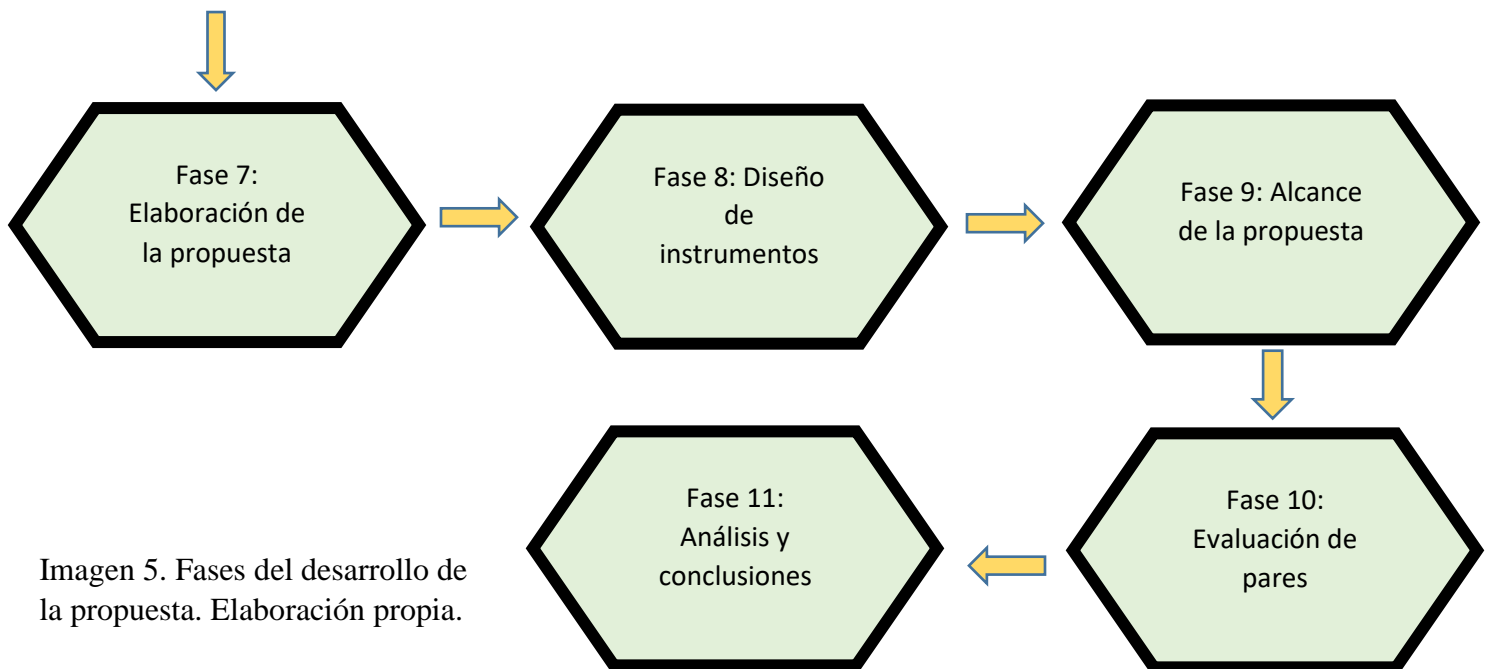 Fase 7:
Elaboración de
la propuesta
Fase 8: Diseño
de
instrumentos
Fase 9: Alcance
de la propuesta
Fase 10:
Evaluación de
pares
Fase 11:
Análisis y
conclusiones
Imagen 5. Fases del desarrollo de
la propuesta. Elaboración propia.